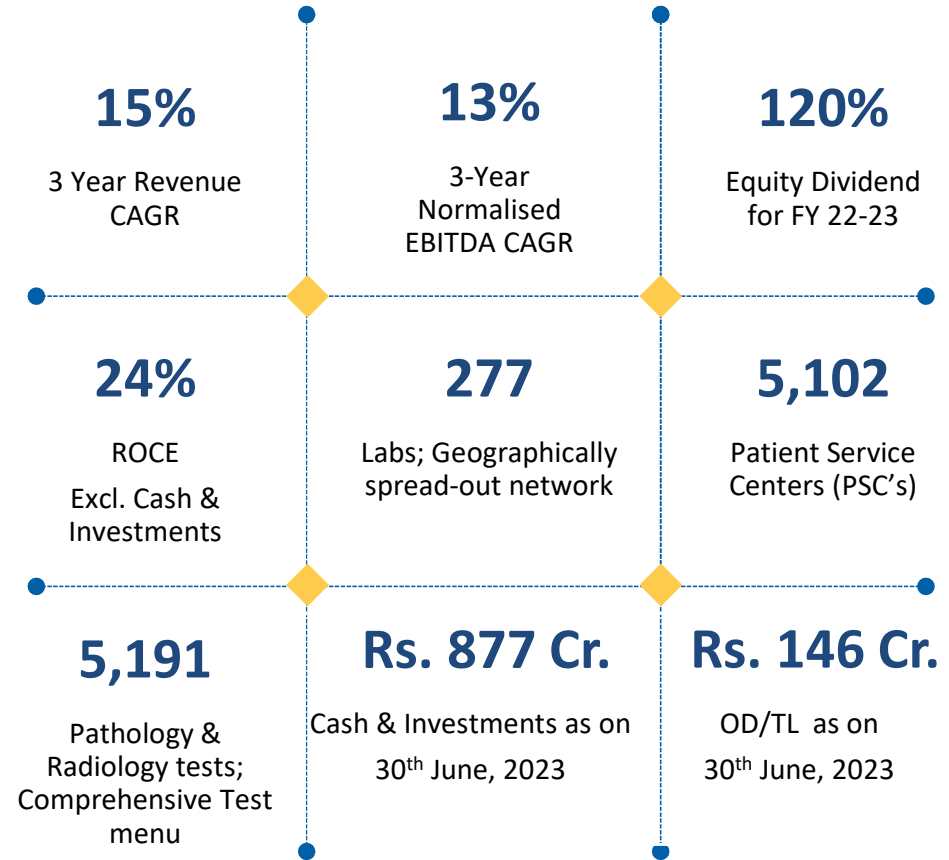 15%
3 Year Revenue
CAGR
13%
3-Year
Normalised
EBITDA CAGR
120%
Equity Dividend
for FY 22-23
24%
ROCE
Excl. Cash &
Investments
277
Labs; Geographically
spread-out network
5,102
Patient Service
Centers (PSC’s)
5,191
Pathology &
Radiology tests;
Comprehensive Test
menu
Rs. 877 Cr.
Cash & Investments as on
30th June, 2023
Rs. 146 Cr.
OD/TL as on
30th June, 2023